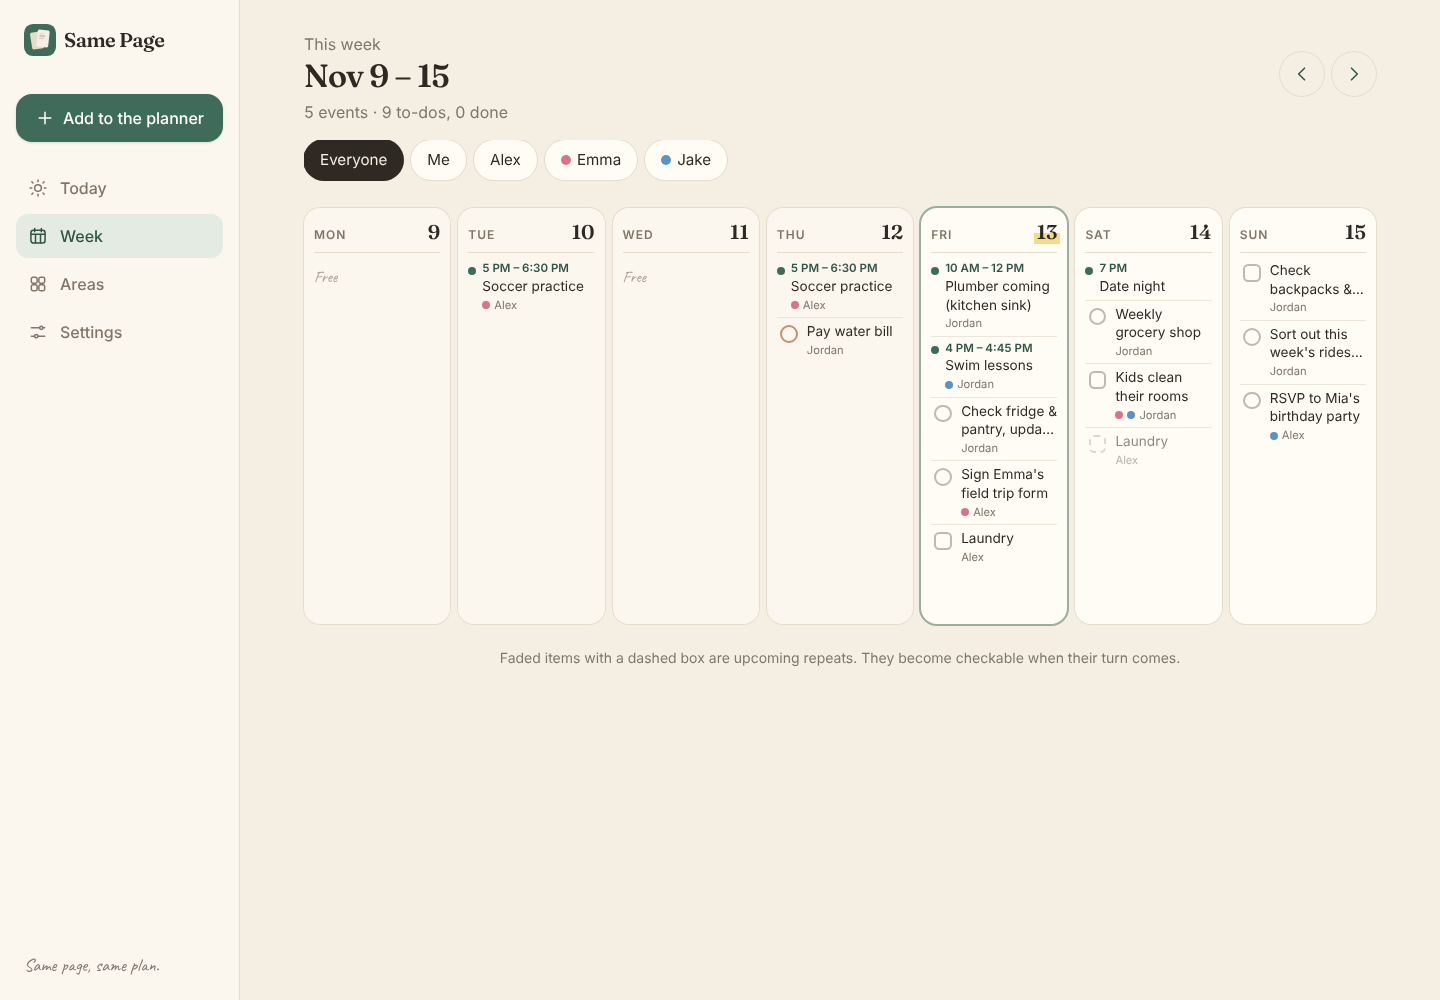 Same Page
Add to the planner
Today
Week
Areas
Settings
Same page, same plan.
This week
Nov 9 – 15
5 events · 9 to-dos, 0 done
Everyone
Me
Alex
Emma
Jake
MON 9
Free
TUE 10
5 PM – 6:30 PM
Soccer practice
Alex
WED 11
Free
THU 12
5 PM – 6:30 PM
Soccer practice
Alex
Pay water bill
Jordan
FRI 13
10 AM – 12 PM
Plumber coming
(kitchen sink)
Jordan
4 PM – 4:45 PM
Swim lessons
Jordan
Check fridge &
pantry, upda...
Jordan
Sign Emma's
field trip form
Alex
Laundry
Alex
SAT 14
7 PM
Date night
Weekly
grocery shop
Jordan
Kids clean
their rooms
Jordan
Laundry
Alex
SUN 15
Check
backpacks &...
Jordan
Sort out this
week's rides...
Jordan
RSVP to Mia's
birthday party
Alex
Faded items with a dashed box are upcoming repeats. They become checkable when their turn comes.